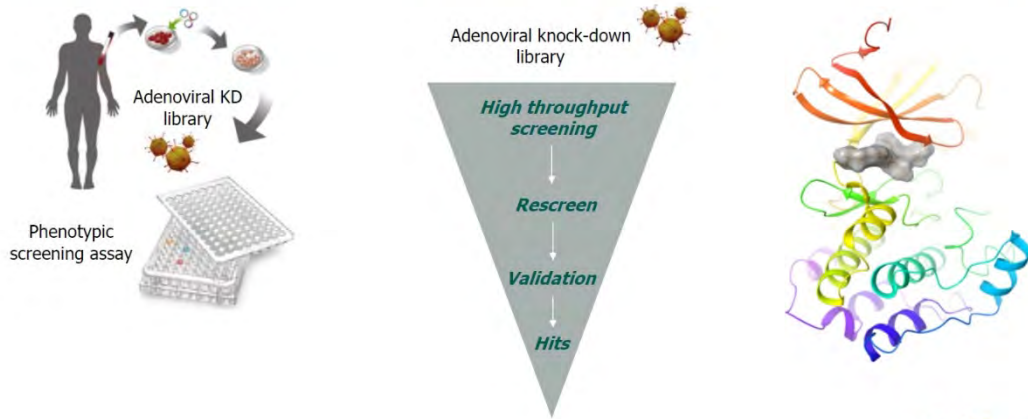 Adenoviral KD
library
Phenotypic
screening assay
Adenoviral knock-down
library
High throughput
screening
Rescreen
Validation
Hits